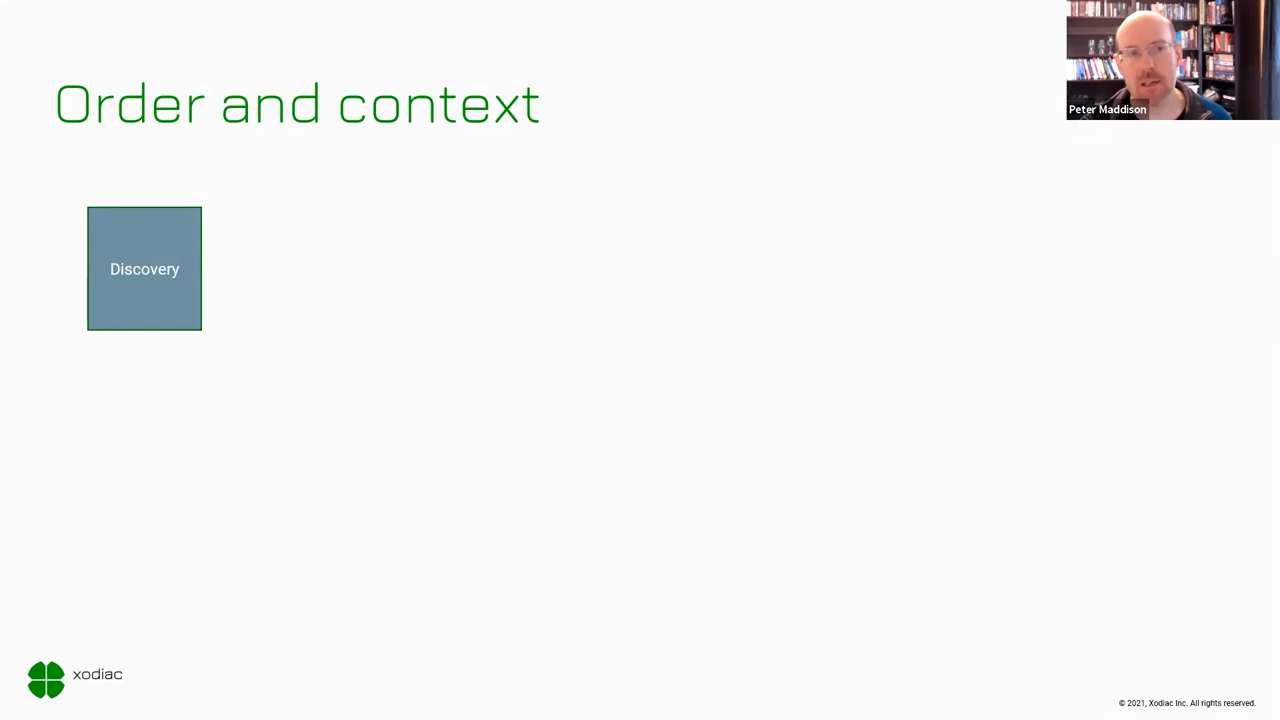 Order and context
Peter Maddison
Discovery
xodiac
© 2021, Xodiac Inc. All rights reserved.